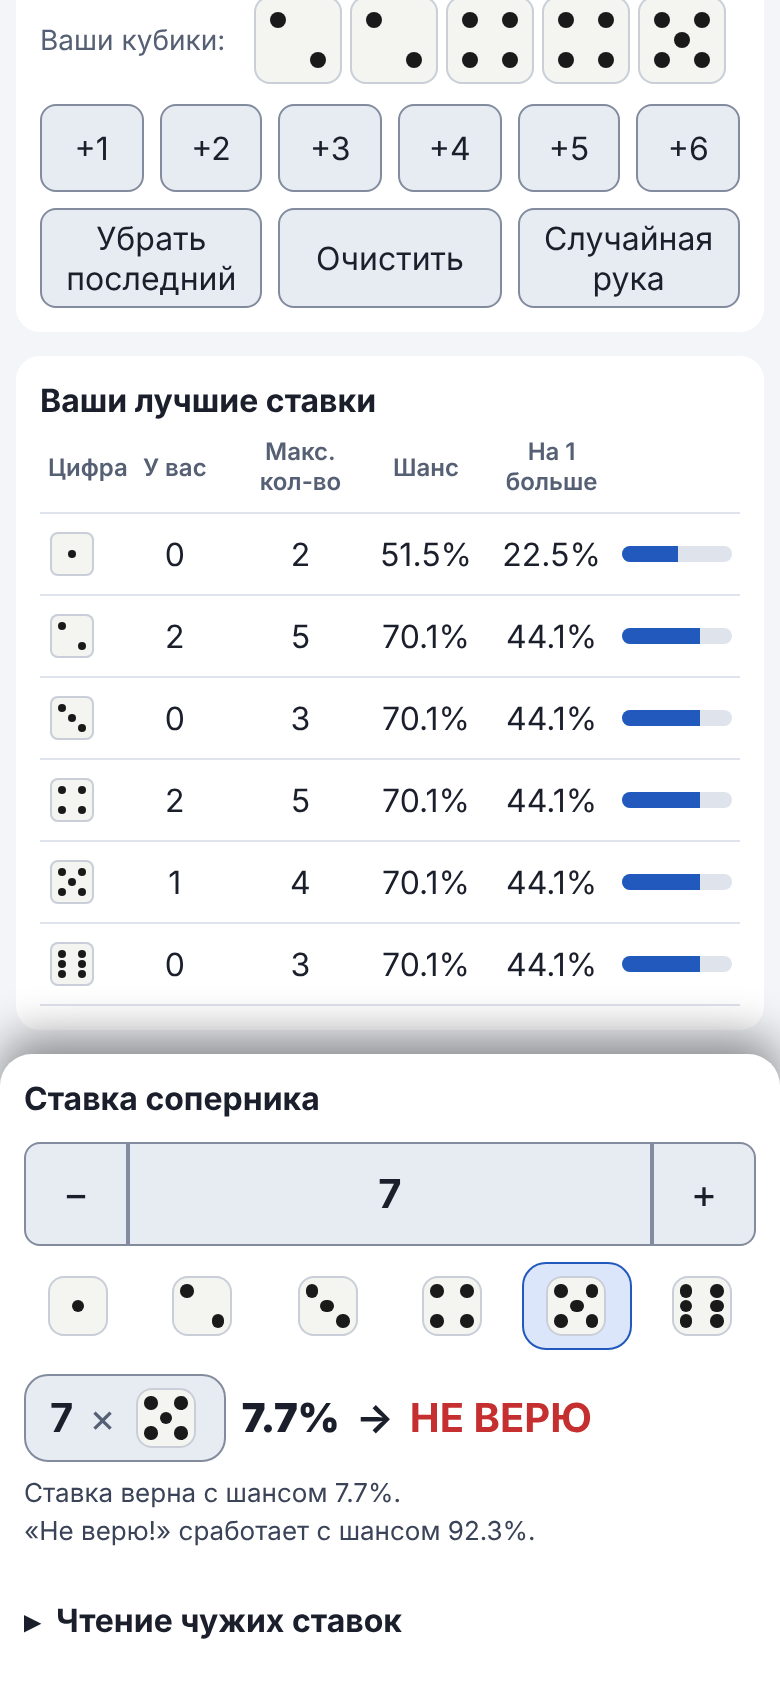 Ваши кубики:
+1 +2 +3 +4 +5 +6
Убрать последний
Очистить
Случайная рука
Ваши лучшие ставки
Цифра У вас Макс. кол-во Шанс На 1 больше
0 2 51.5% 22.5%
2 5 70.1% 44.1%
0 3 70.1% 44.1%
2 5 70.1% 44.1%
1 4 70.1% 44.1%
0 3 70.1% 44.1%
Ставка соперника
− 7 +
7 × 7.7% → НЕ ВЕРЮ
Ставка верна с шансом 7.7%.
«Не верю!» сработает с шансом 92.3%.
▸ Чтение чужих ставок